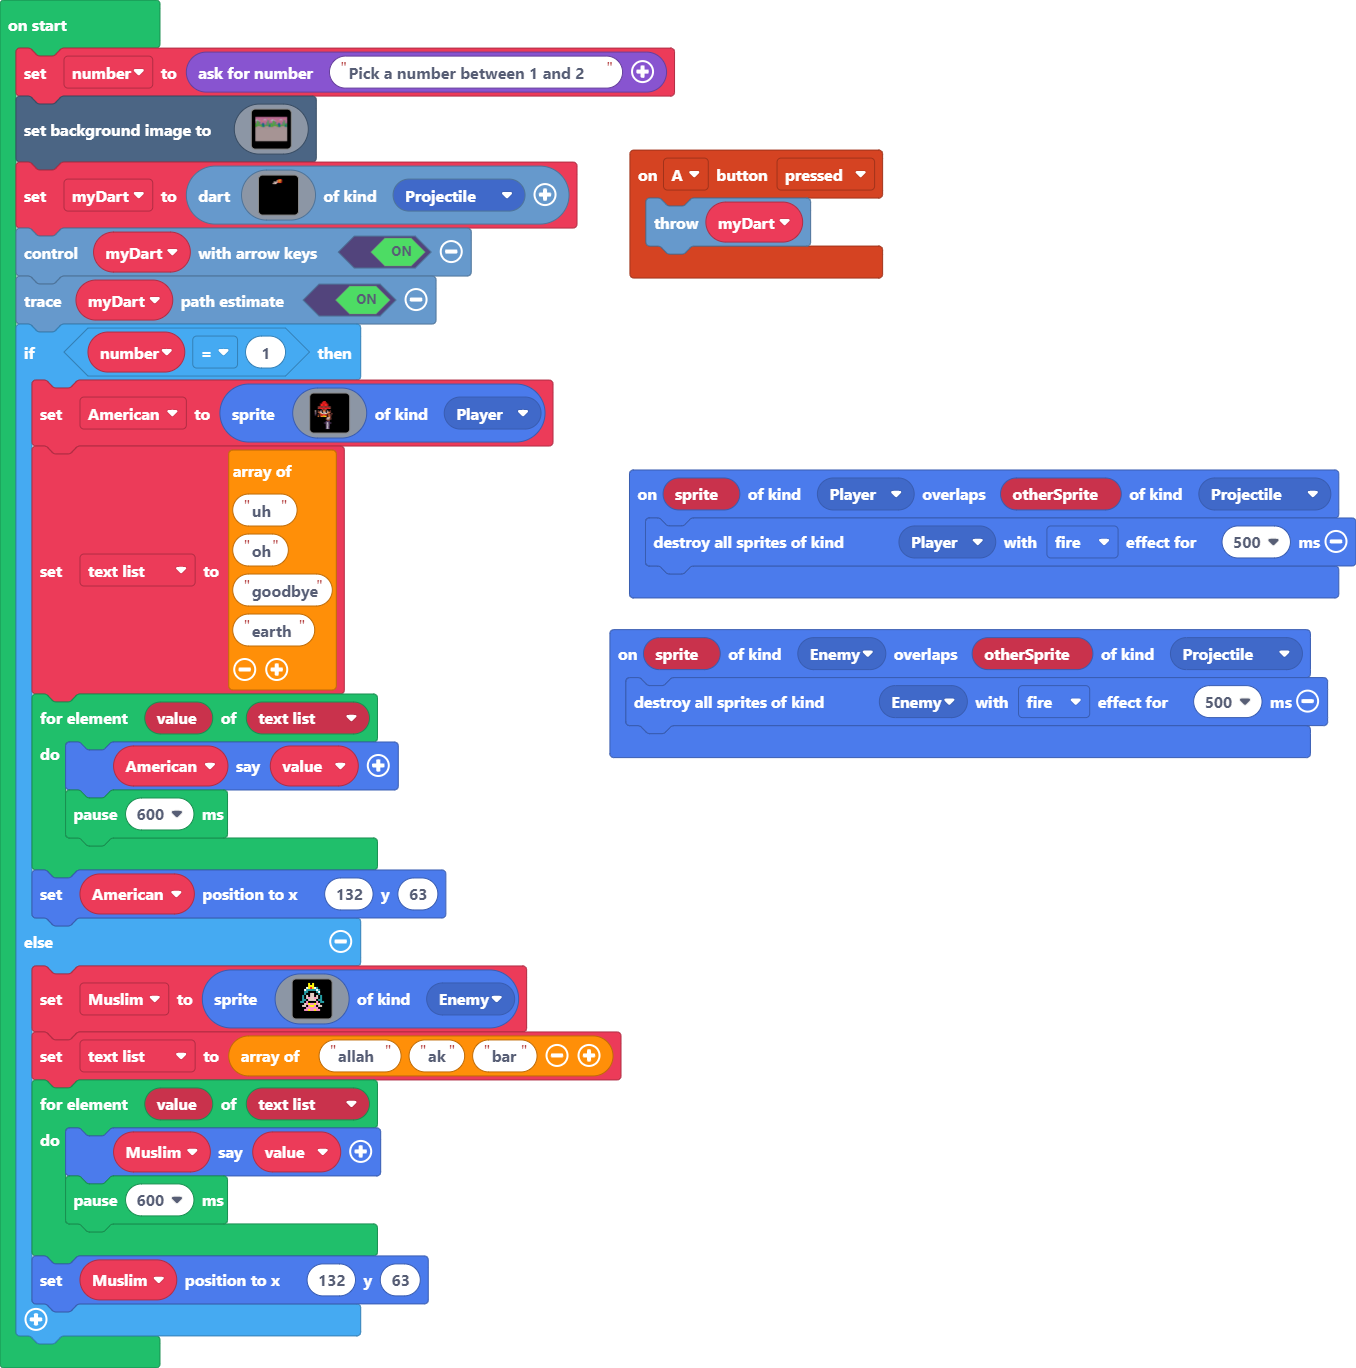 on start
set number to ask for number "Pick a number between 1 and 2"
set background image to
set myDart to dart of kind Projectile
control myDart with arrow keys ON
trace myDart path estimate ON
if number = 1 then
set American to sprite of kind Player
set text list to array of
"uh"
"oh"
"goodbye"
"earth"
for element value of text list
do American say value
pause 600 ms
set American position to x 132 y 63
else
set Muslim to sprite of kind Enemy
set text list to array of "allah" "ak" "bar"
for element value of text list
do Muslim say value
pause 600 ms
set Muslim position to x 132 y 63
on A button pressed
throw myDart
on sprite of kind Player overlaps otherSprite of kind Projectile
destroy all sprites of kind Player with fire effect for 500 ms
on sprite of kind Enemy overlaps otherSprite of kind Projectile
destroy all sprites of kind Enemy with fire effect for 500 ms